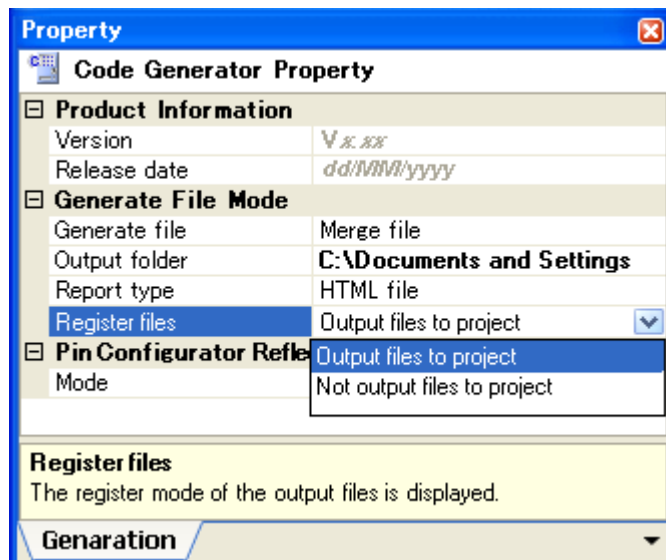 Property
Code Generator Property
Product Information
Version V x.xx
Release date dd/MM/yyyy
Generate File Mode
Generate file Merge file
Output folder C:\Documents and Settings
Report type HTML file
Register files Output files to project
Pin Configurator Refle
Output files to project
Mode
Not output files to project
Register files
The register mode of the output files is displayed.
Genaration